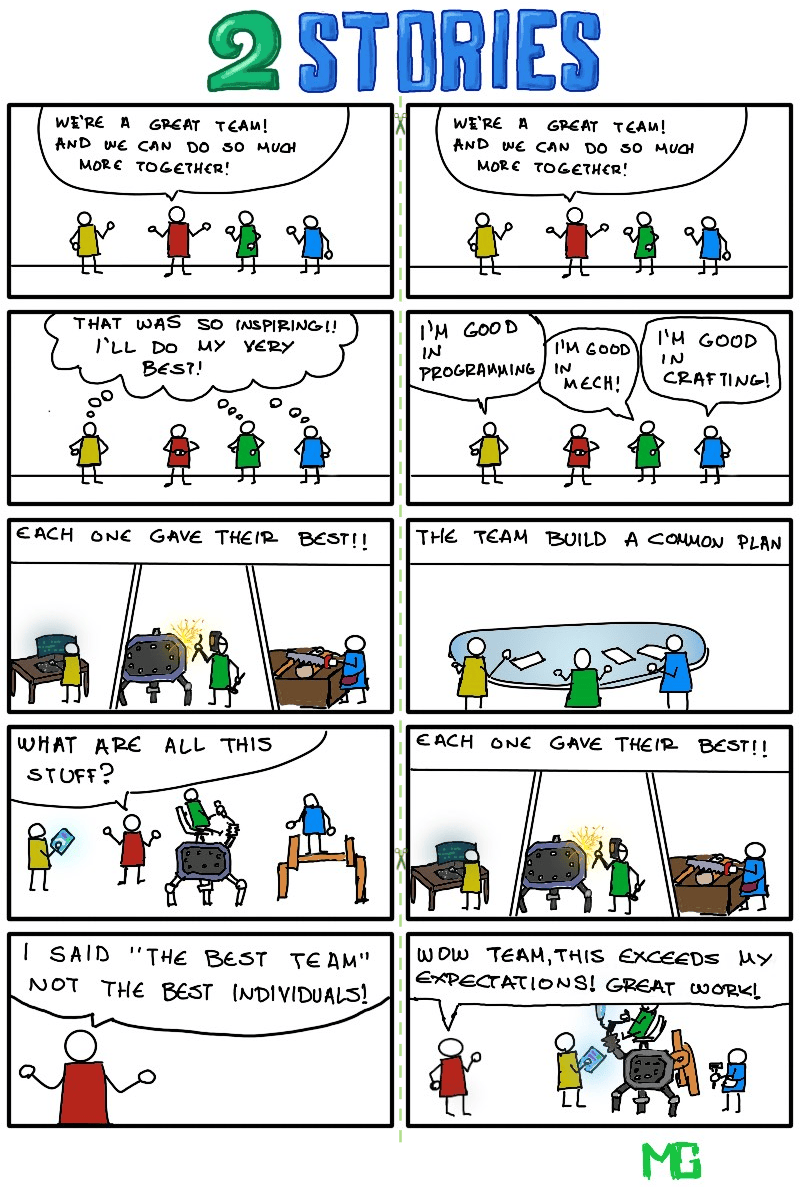 2 STORIES
WE'RE A GREAT TEAM!
AND WE CAN DO SO MUCH
MORE TOGETHER!
WE'RE A GREAT TEAM!
AND WE CAN DO SO MUCH
MORE TOGETHER!
THAT WAS SO INSPIRING!!
I'LL DO MY VERY
BEST!
I'M GOOD
IN
PROGRAMMING
I'M GOOD
IN
MECH!
I'M GOOD
IN
CRAFTING!
EACH ONE GAVE THEIR BEST!!
THE TEAM BUILD A COMMON PLAN
WHAT ARE ALL THIS
STUFF?
EACH ONE GAVE THEIR BEST!!
I SAID "THE BEST TEAM"
NOT THE BEST INDIVIDUALS!
WOW TEAM, THIS EXCEEDS MY
EXPECTATIONS! GREAT WORK!
MG